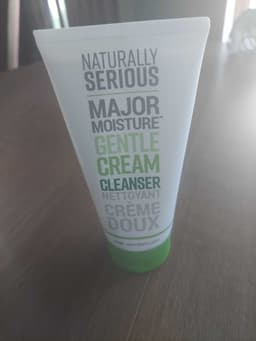 NATURALLY
SERIOUS
MAJOR
MOISTURE™
GENTLE
CREAM
CLEANSER
NETTOYANT
CRÈME
DOUX